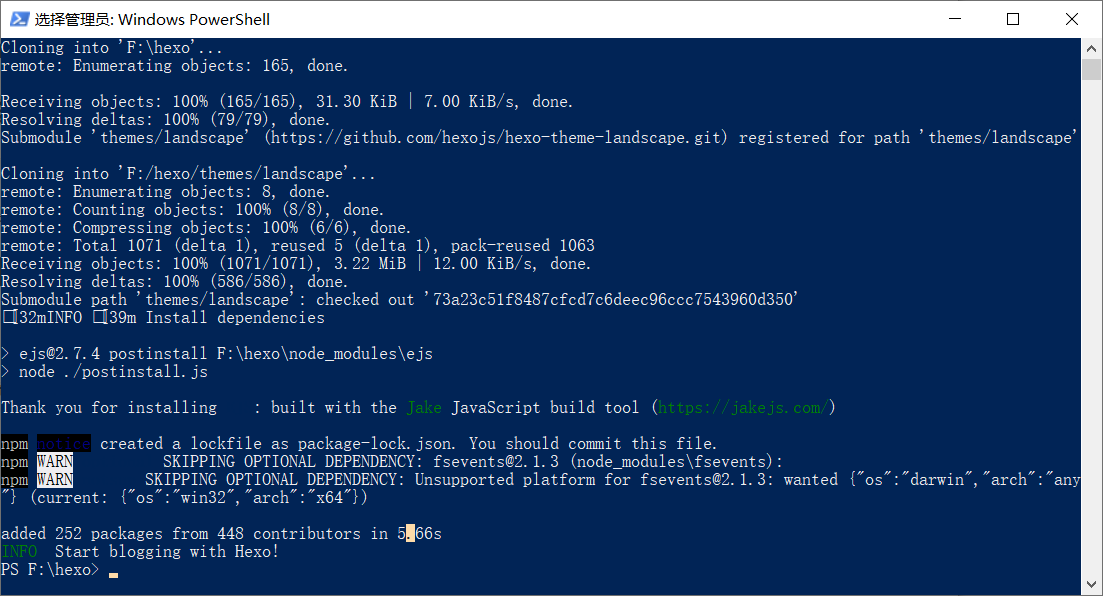 选择管理员: Windows PowerShell
Cloning into 'F:\hexo'...
remote: Enumerating objects: 165, done.
Receiving objects: 100% (165/165), 31.30 KiB | 7.00 KiB/s, done.
Resolving deltas: 100% (79/79), done.
Submodule 'themes/landscape' (https://github.com/hexojs/hexo-theme-landscape.git) registered for path 'themes/landscape'
Cloning into 'F:/hexo/themes/landscape'...
remote: Enumerating objects: 8, done.
remote: Counting objects: 100% (8/8), done.
remote: Compressing objects: 100% (6/6), done.
remote: Total 1071 (delta 1), reused 5 (delta 1), pack-reused 1063
Receiving objects: 100% (1071/1071), 3.22 MiB | 12.00 KiB/s, done.
Resolving deltas: 100% (586/586), done.
Submodule path 'themes/landscape': checked out '73a23c51f8487cfcd7c6deec96ccc7543960d350'
[32mINFO [39m Install dependencies
> ejs@2.7.4 postinstall F:\hexo\node_modules\ejs
> node ./postinstall.js
Thank you for installing    : built with the Jake JavaScript build tool (https://jakejs.com/)
npm notice created a lockfile as package-lock.json. You should commit this file.
npm WARN          SKIPPING OPTIONAL DEPENDENCY: fsevents@2.1.3 (node_modules\fsevents):
npm WARN        SKIPPING OPTIONAL DEPENDENCY: Unsupported platform for fsevents@2.1.3: wanted {"os":"darwin","arch":"any
"} (current: {"os":"win32","arch":"x64"})
added 252 packages from 448 contributors in 5.66s
INFO  Start blogging with Hexo!
PS F:\hexo>